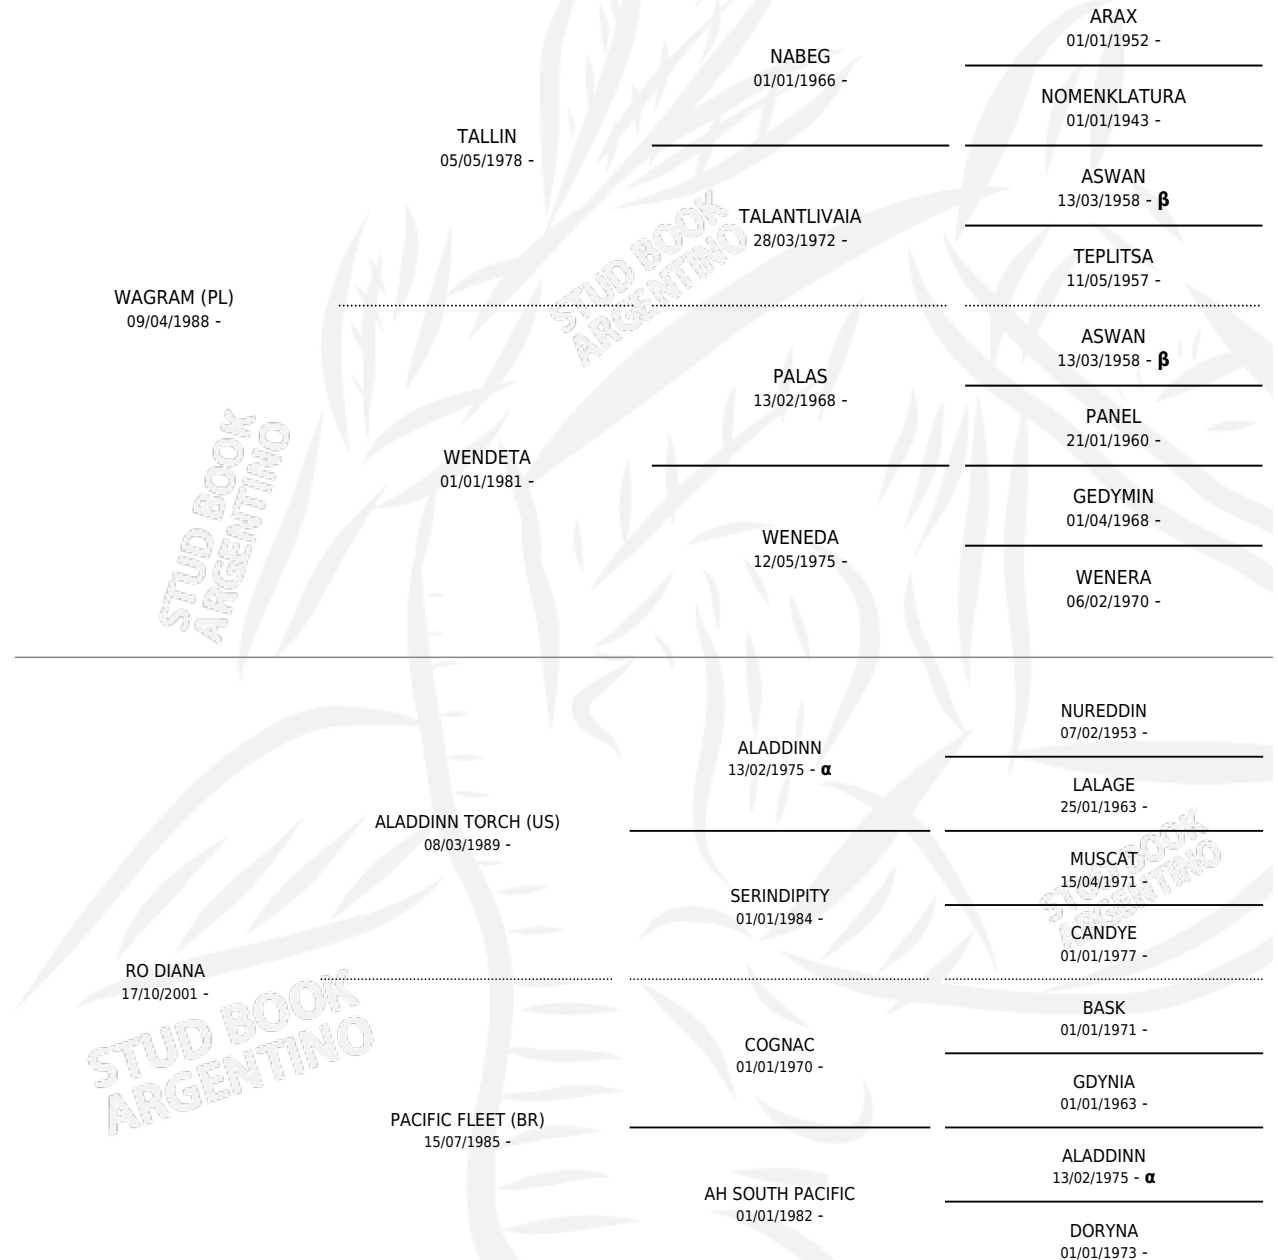 ARAX
01/01/1952 -
NABEG
01/01/1966 -
NOMENKLATURA
01/01/1943 -
TALLIN
05/05/1978 -
ASWAN
13/03/1958 - β
TALANTLIVAIA
28/03/1972 -
TEPLITSA
11/05/1957 -
WAGRAM (PL)
09/04/1988 -
ASWAN
13/03/1958 - β
PALAS
13/02/1968 -
PANEL
21/01/1960 -
WENDETA
01/01/1981 -
GEDYMIN
01/04/1968 -
WENEDA
12/05/1975 -
WENERA
06/02/1970 -
NUREDDIN
07/02/1953 -
ALADDINN
13/02/1975 - α
LALAGE
25/01/1963 -
ALADDINN TORCH (US)
08/03/1989 -
MUSCAT
15/04/1971 -
SERINDIPITY
01/01/1984 -
CANDYE
01/01/1977 -
RO DIANA
17/10/2001 -
BASK
01/01/1971 -
COGNAC
01/01/1970 -
GDYNIA
01/01/1963 -
PACIFIC FLEET (BR)
15/07/1985 -
ALADDINN
13/02/1975 - α
AH SOUTH PACIFIC
01/01/1982 -
DORYNA
01/01/1973 -
STUD BOOK
ARGENTINO
STUD BOOK
ARGENTINO
STUD BOOK
ARGENTINO
STUD BOOK
ARGENTINO